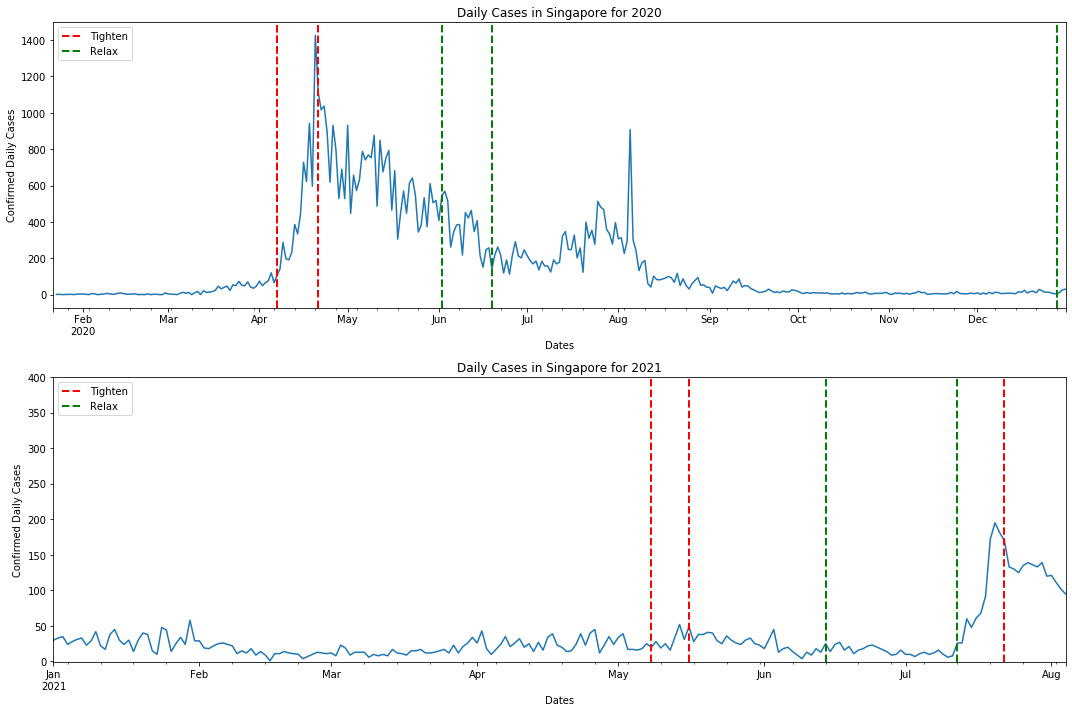 Daily Cases in Singapore for 2020
Tighten
Relax
Confirmed Daily Cases
1400
1200
1000
800
600
400
200
0
Feb
2020
Mar
Apr
May
Jun
Jul
Aug
Sep
Oct
Nov
Dec
Dates
Daily Cases in Singapore for 2021
Tighten
Relax
Confirmed Daily Cases
400
350
300
250
200
150
100
50
0
Jan
2021
Feb
Mar
Apr
May
Jun
Jul
Aug
Dates